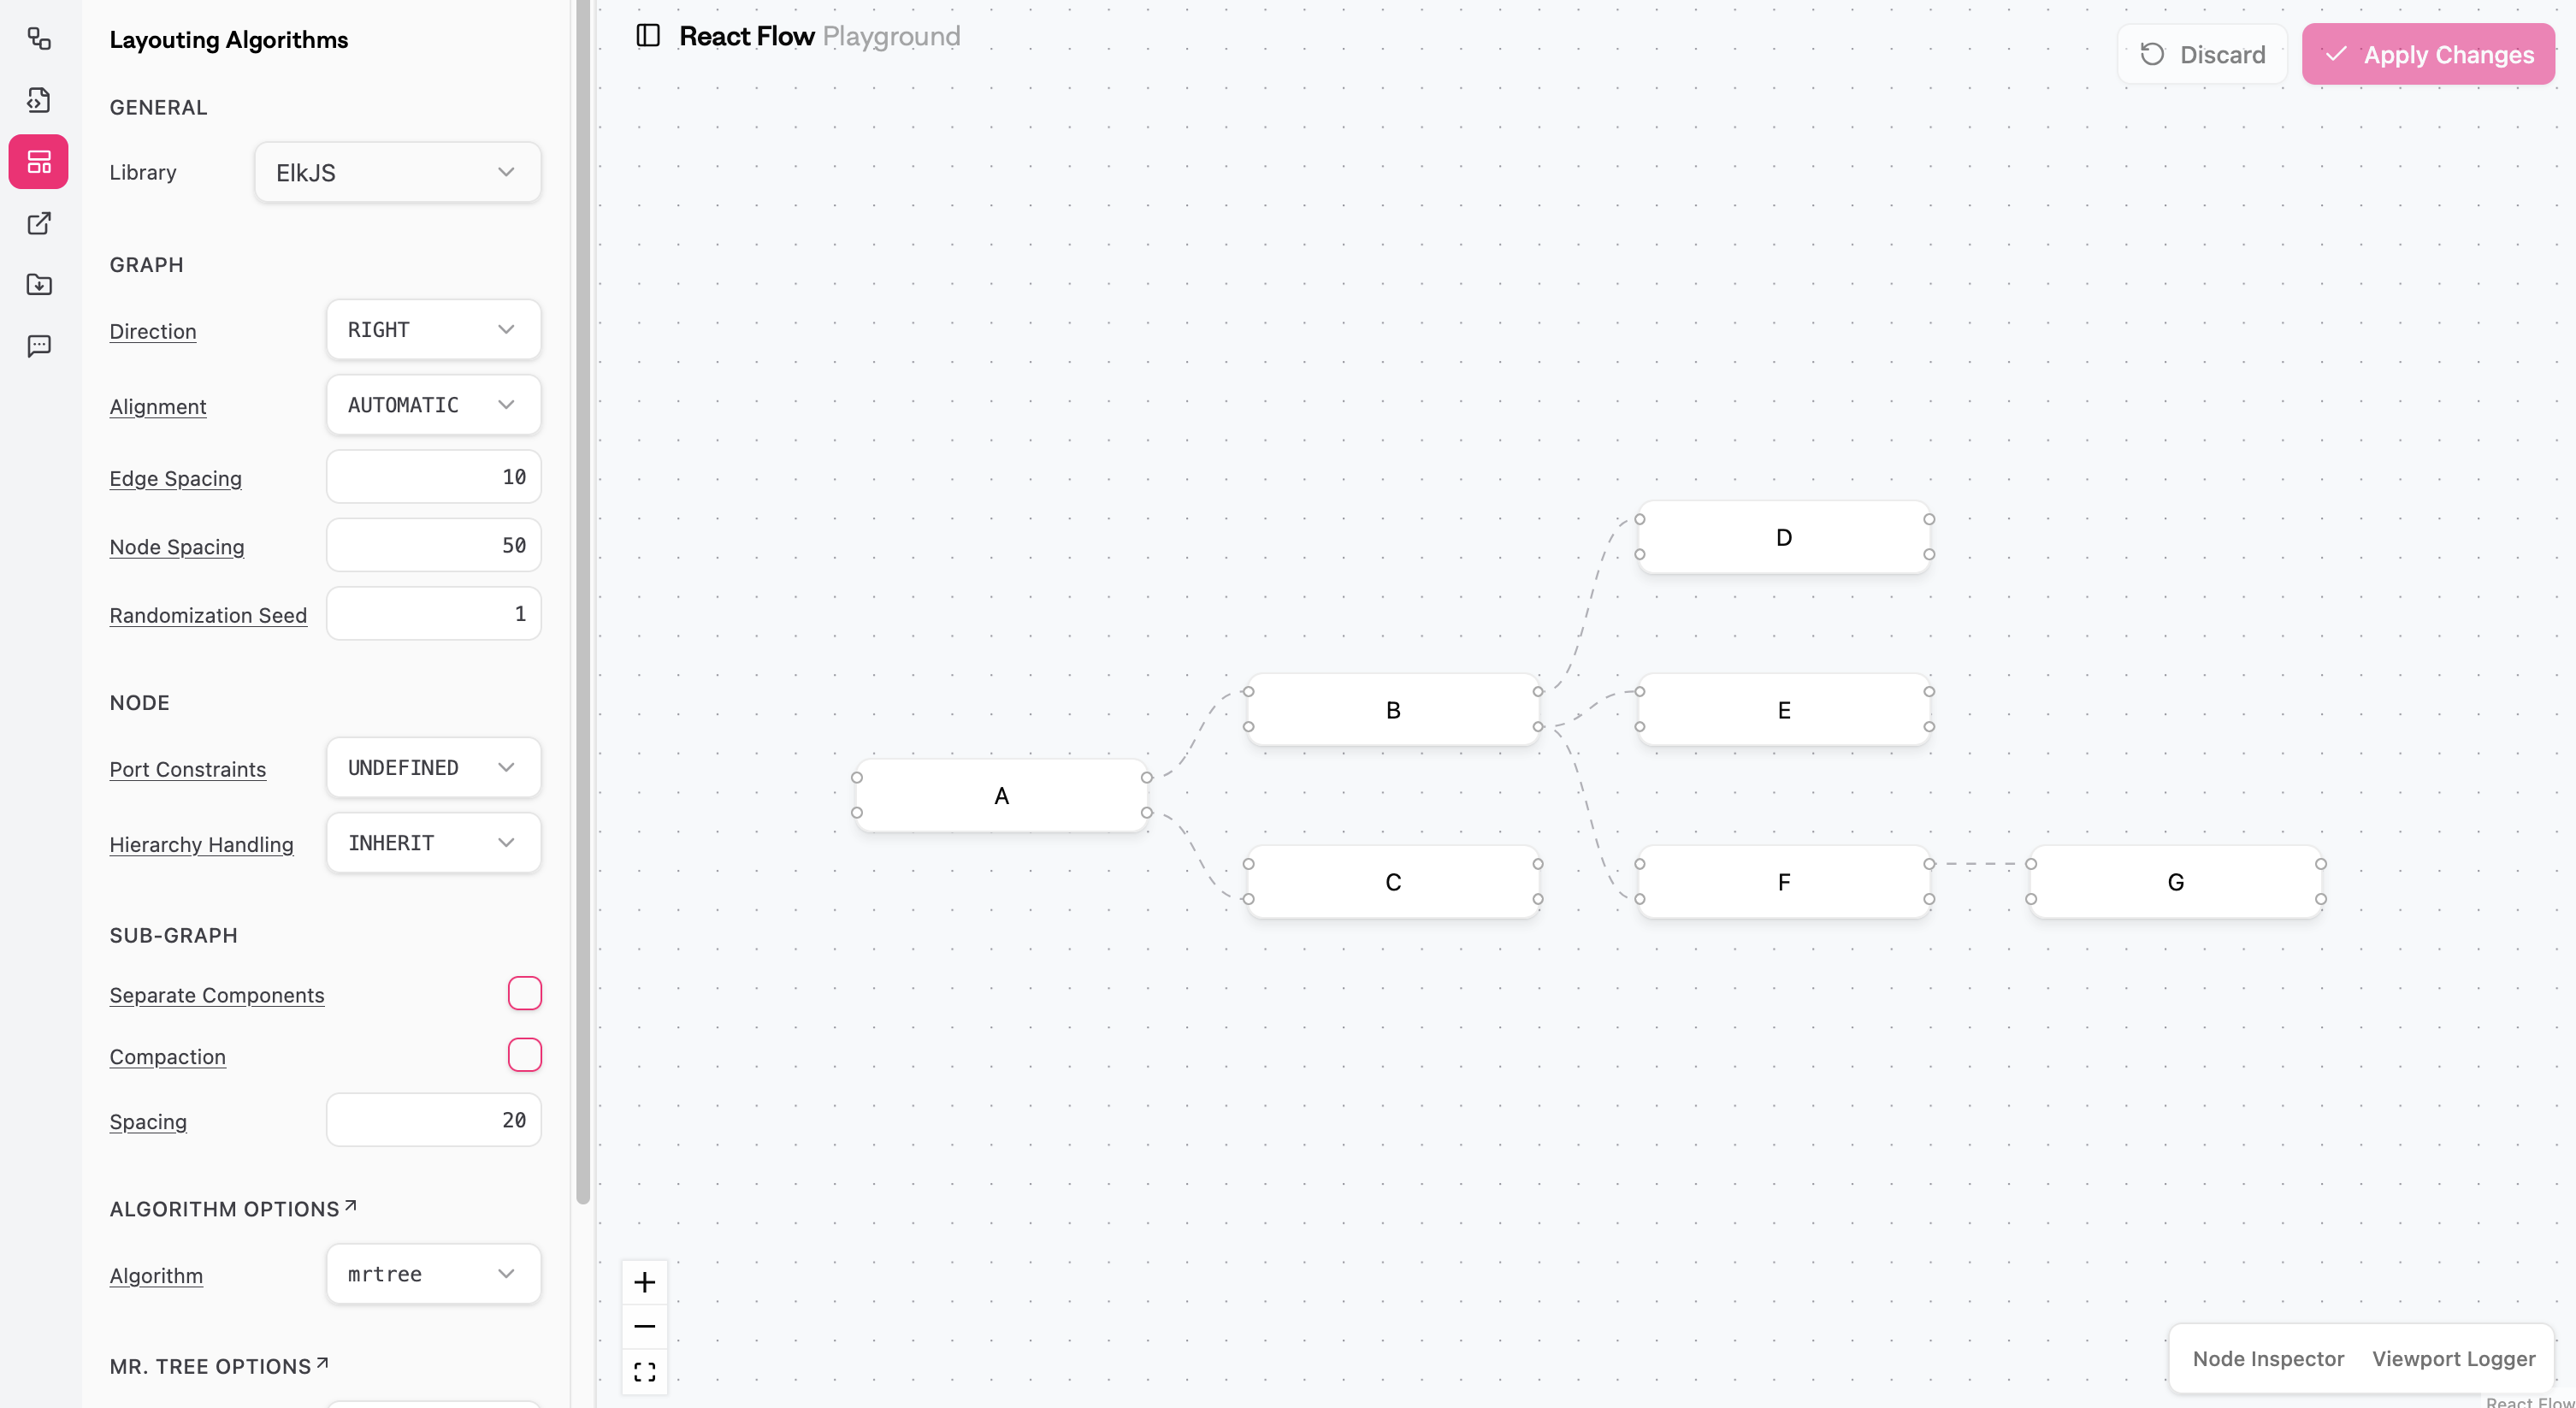 Layouting Algorithms
GENERAL
Library
ElkJS
GRAPH
Direction
RIGHT
Alignment
AUTOMATIC
Edge Spacing
10
Node Spacing
50
Randomization Seed
1
NODE
Port Constraints
UNDEFINED
Hierarchy Handling
INHERIT
SUB-GRAPH
Separate Components
Compaction
Spacing
20
ALGORITHM OPTIONS
Algorithm
mrtree
MR. TREE OPTIONS
React Flow Playground
Discard
Apply Changes
D
B
E
A
C
F
G
Node Inspector
Viewport Logger
React Flow